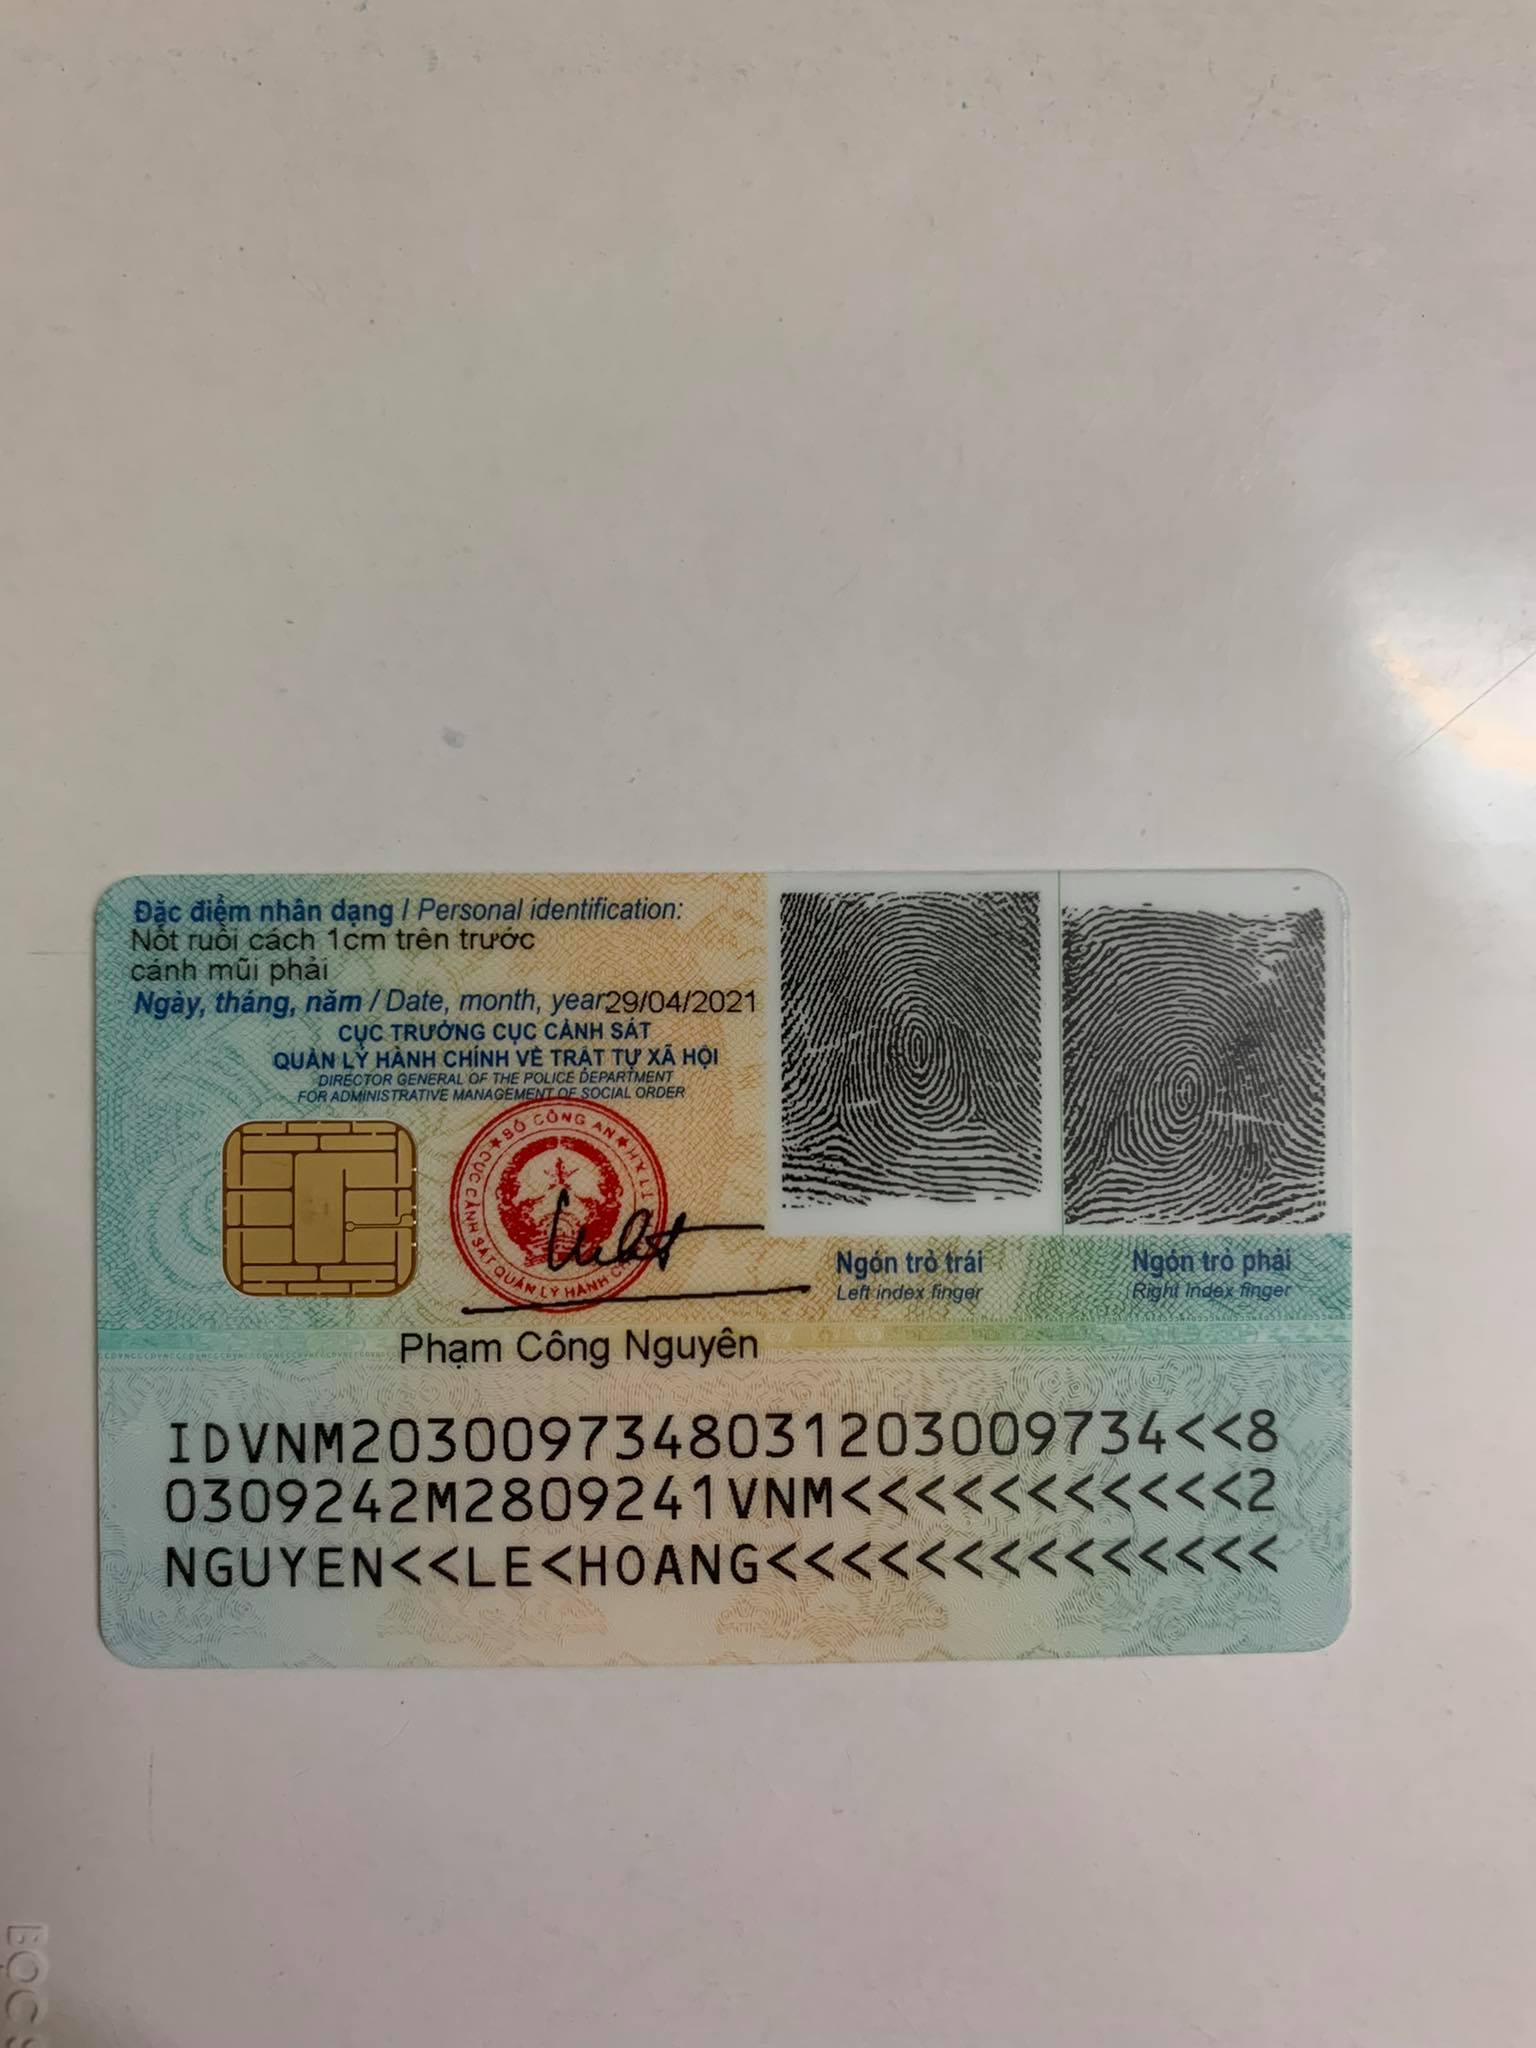 Đặc điểm nhân dạng / Personal identification:
Nốt ruồi cách 1cm trên trước
cánh mũi phải
Ngày, tháng, năm / Date, month, year 29/04/2021
CỤC TRƯỞNG CỤC CẢNH SÁT
QUẢN LÝ HÀNH CHÍNH VỀ TRẬT TỰ XÃ HỘI
DIRECTOR GENERAL OF THE POLICE DEPARTMENT
FOR ADMINISTRATIVE MANAGEMENT OF SOCIAL ORDER
BỘ CÔNG AN
CỤC CẢNH SÁT QUẢN LÝ HÀNH
Ngón trỏ trái
Left index finger
Ngón trỏ phải
Right index finger
Phạm Công Nguyên
IDVNM2030097348031203009734<<8
0309242M2809241VNM<<<<<<<<<<<2
NGUYEN<<LE<HOANG<<<<<<<<<<<<<<